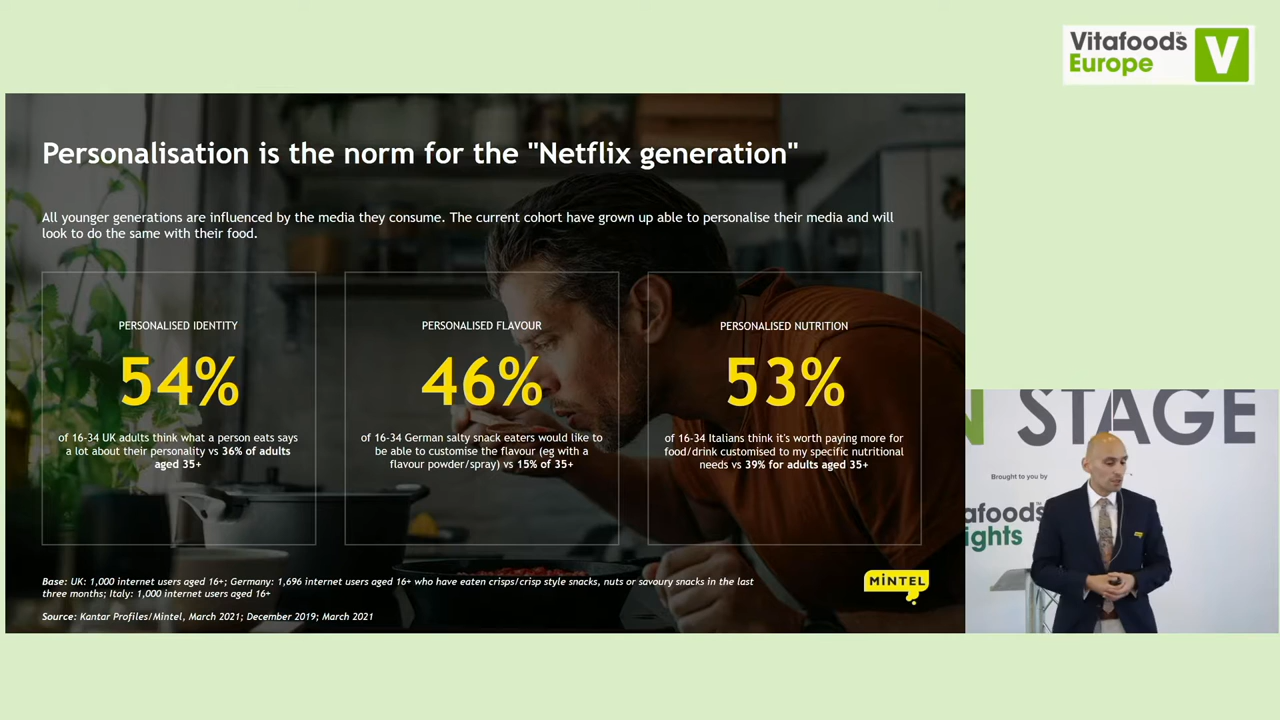 Vitafoods™
Europe
V
Personalisation is the norm for the "Netflix generation"
All younger generations are influenced by the media they consume. The current cohort have grown up able to personalise their media and will
look to do the same with their food.
PERSONALISED IDENTITY
54%
of 16-34 UK adults think what a person eats says
a lot about their personality vs 36% of adults
aged 35+
PERSONALISED FLAVOUR
46%
of 16-34 German salty snack eaters would like to
be able to customise the flavour (eg with a
flavour powder/spray) vs 15% of 35+
PERSONALISED NUTRITION
53%
of 16-34 Italians think it's worth paying more for
food/drink customised to my specific nutritional
needs vs 39% for adults aged 35+
Base: UK: 1,000 internet users aged 16+; Germany: 1,696 internet users aged 16+ who have eaten crisps/crisp style snacks, nuts or savoury snacks in the last
three months; Italy: 1,000 internet users aged 16+
Source: Kantar Profiles/Mintel, March 2021; December 2019; March 2021
MINTEL
N STAGE
Brought to you by
afoods™
ights